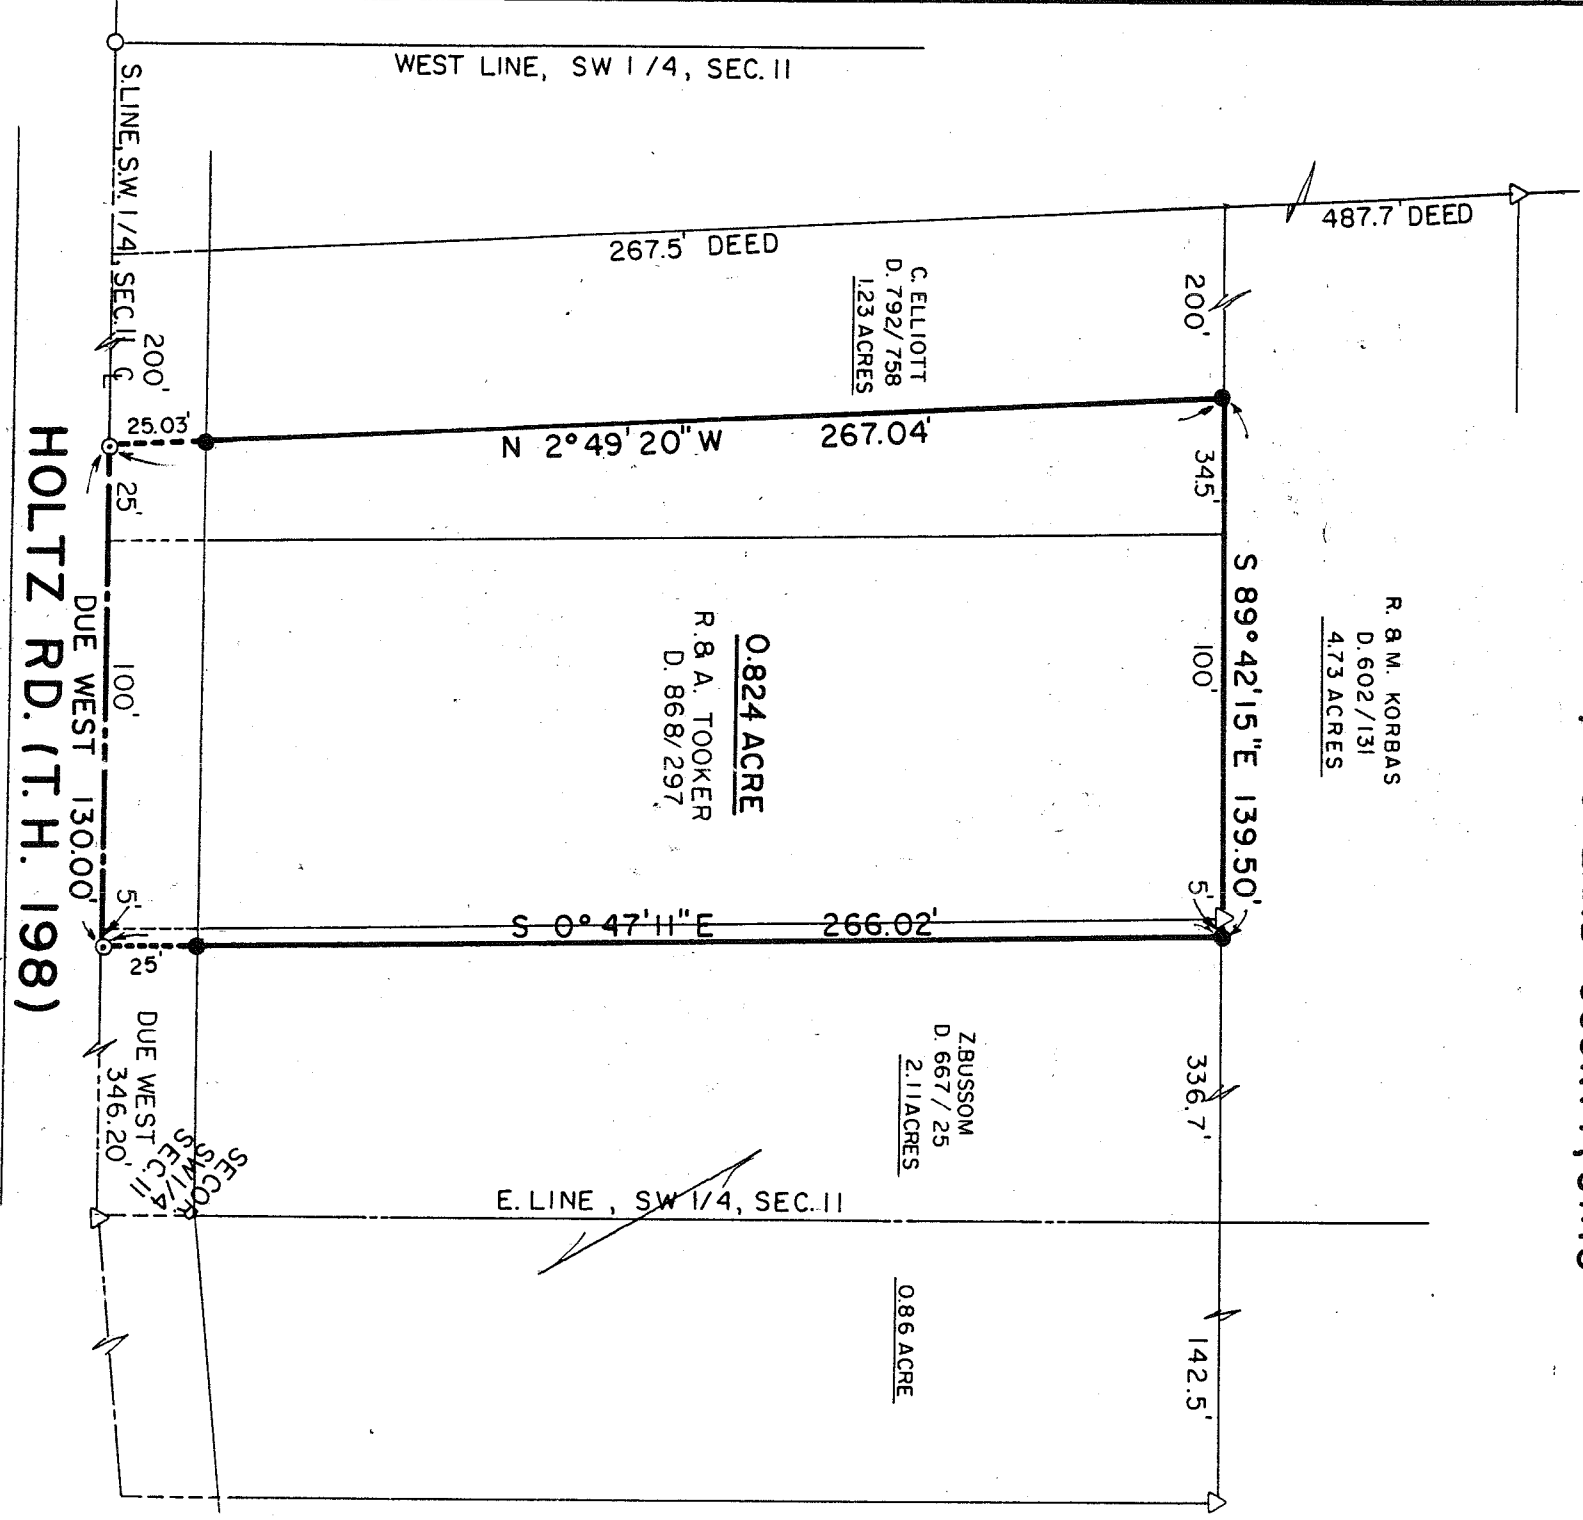 WEST LINE, SW 1/4, SEC. 11
S. LINE, S.W. 1/4, SEC. 11
487.7' DEED
267.5' DEED
200'
C. ELLIOTT
D. 792/758
1.23 ACRES
200'
25.03'
N 2°49'20"W 267.04'
34.5'
25'
S 89°42'15"E 139.50'
R. & M. KORBAS
D. 602/131
4.73 ACRES
100'
0.824 ACRE
R. & A. TOOKER
D. 868/297
100'
DUE WEST 130.00'
HOLTZ RD. (T. H. 198)
5'
5'
S 0°47'11"E 266.02'
25'
DUE WEST
346.20'
SECOR
SW 1/4
SEC. 11
Z. BUSSOM
D. 667/25
2.11 ACRES
336.7'
E. LINE, SW 1/4, SEC. 11
0.86 ACRE
142.5'